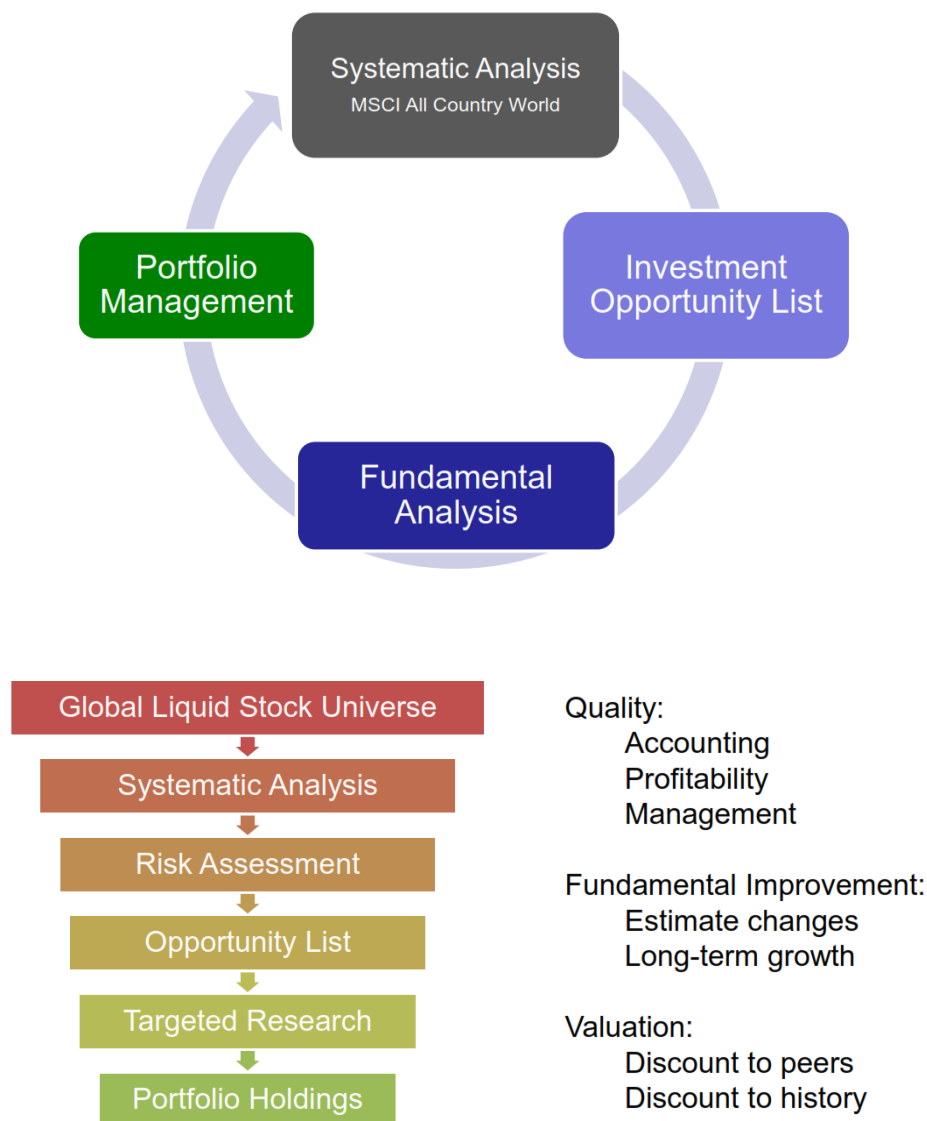 Systematic Analysis
MSCI All Country World
Portfolio
Management
Investment
Opportunity List
Fundamental
Analysis
Global Liquid Stock Universe
Systematic Analysis
Risk Assessment
Opportunity List
Targeted Research
Portfolio Holdings
Quality:
Accounting
Profitability
Management
Fundamental Improvement:
Estimate changes
Long-term growth
Valuation:
Discount to peers
Discount to history